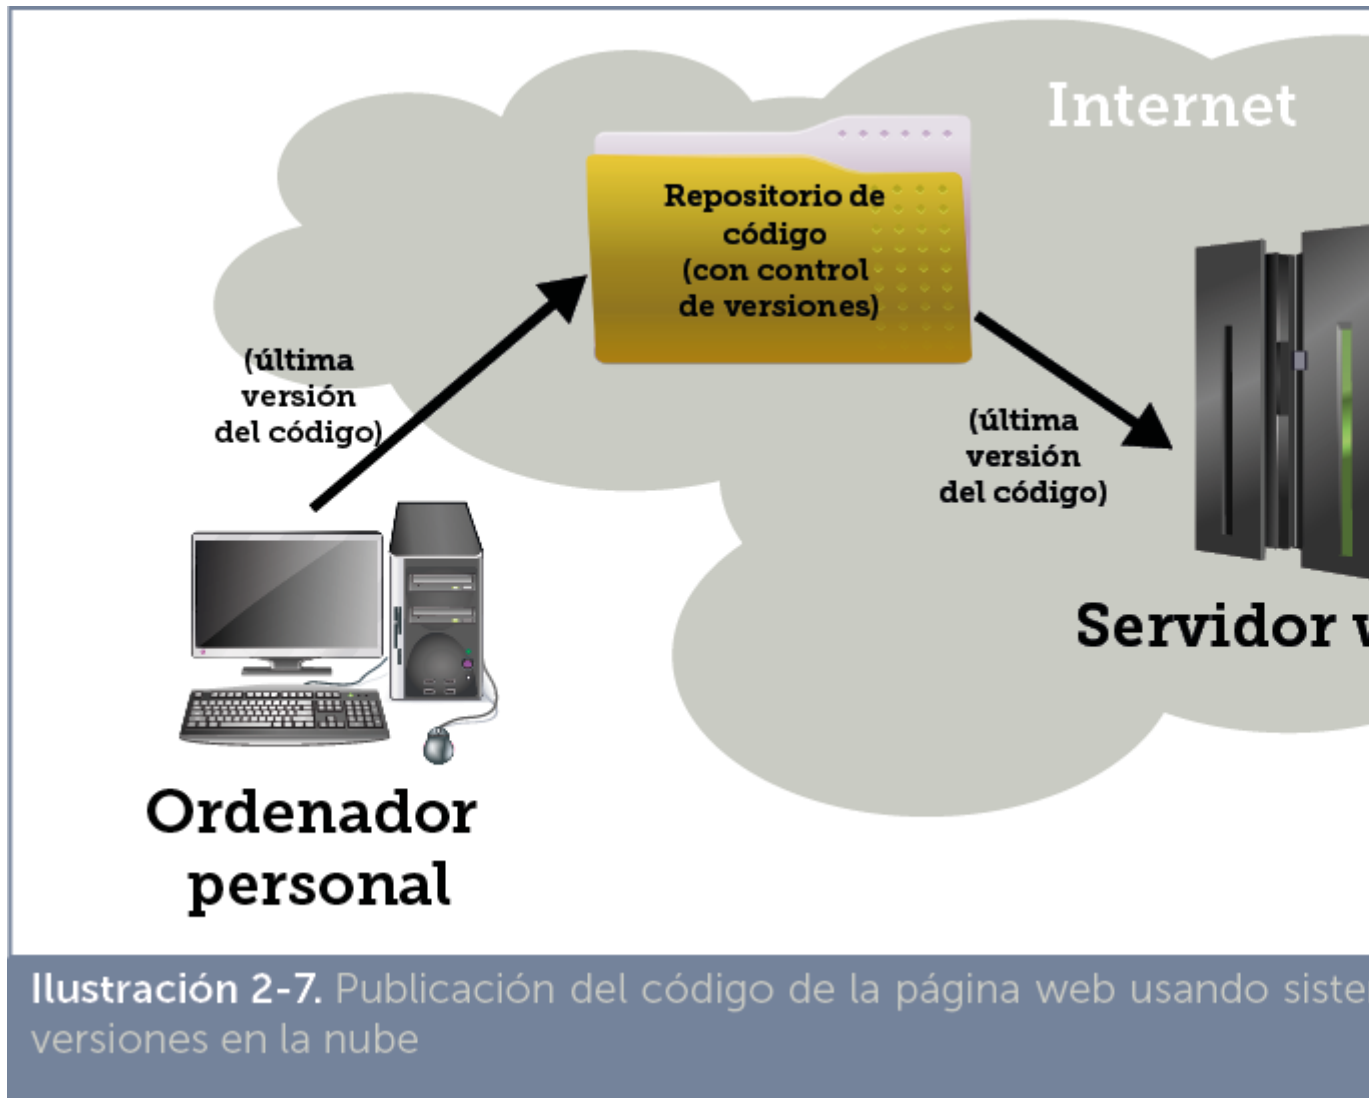 Internet
Repositorio de
código
(con control
de versiones)
(última
versión
del código)
(última
versión
del código)
Servidor
Ordenador
personal
Ilustración 2-7. Publicación del código de la página web usando
versiones en la nube